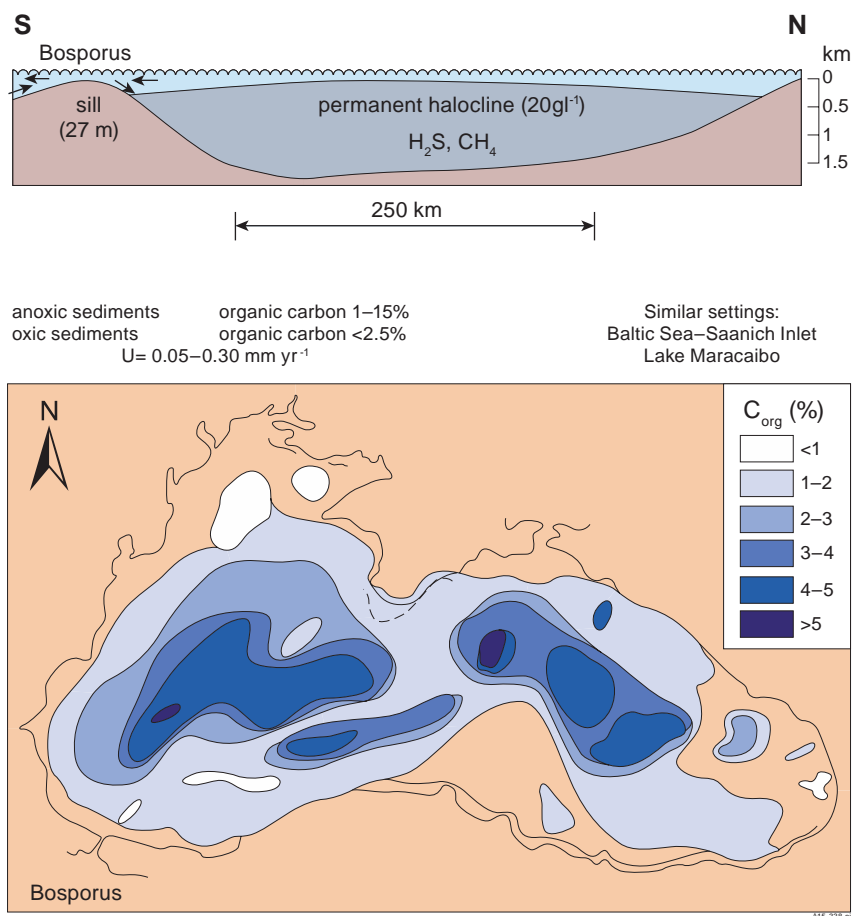 S
N
Bosporus
km
sill
(27 m)
permanent halocline (20gl⁻¹)
H₂S, CH₄
0
0.5
1
1.5
250 km
anoxic sediments organic carbon 1–15%
oxic sediments organic carbon <2.5%
U= 0.05–0.30 mm yr⁻¹
Similar settings:
Baltic Sea–Saanich Inlet
Lake Maracaibo
N
C_org (%)
<1
1–2
2–3
3–4
4–5
>5
Bosporus